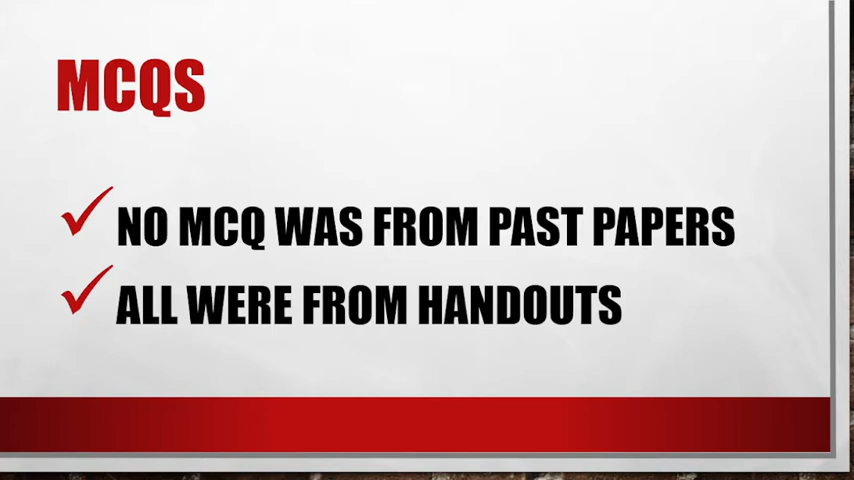 MCQS
NO MCQ WAS FROM PAST PAPERS
ALL WERE FROM HANDOUTS